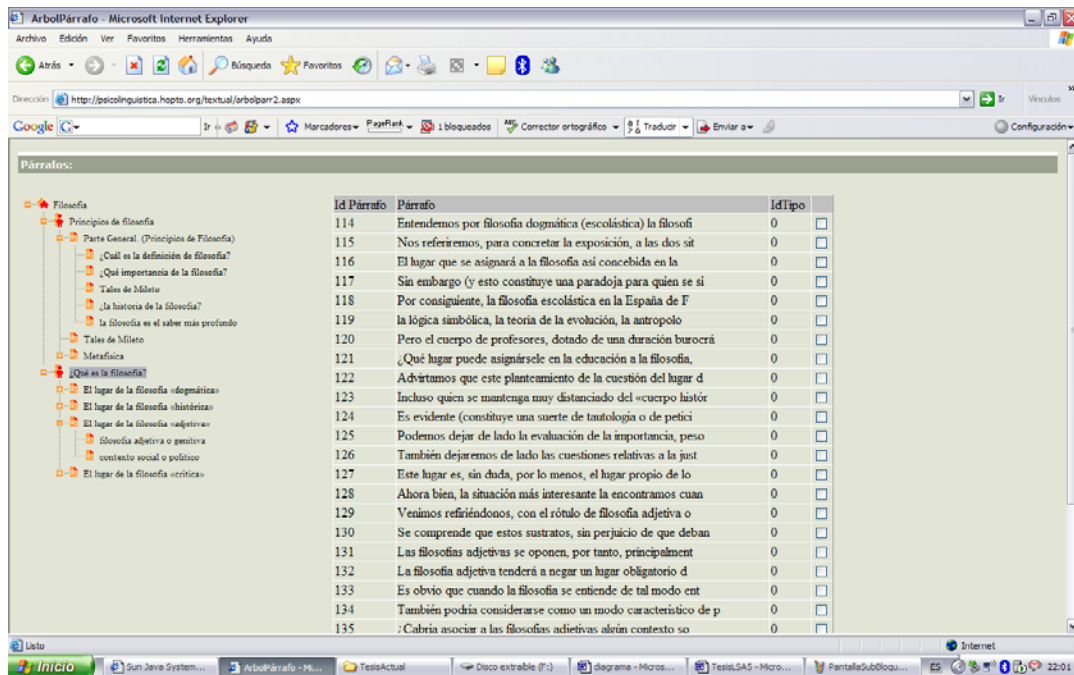 ArbolPárrafo - Microsoft Internet Explorer
Archivo Edición Ver Favoritos Herramientas Ayuda
Atrás Búsqueda Favoritos
Dirección http://psicolinguistica.hopto.org/textual/arbolparr2.aspx Ir Vínculos
Google Ir Marcadores PageRank 1 bloqueados Corrector ortográfico Traducir Enviar a Configuración
Párrafos:
Filosofia
Principios de filosofia
Parte General. (Principios de Filosofia)
¿Cuál es la definición de filosofia?
¿Qué importancia de la filosofia?
Tales de Mileto
¿la historia de la filosofia?
la filosofia es el saber más profundo
Tales de Mileto
Metafisica
¿Qué es la filosofia?
El lugar de la filosofia «dogmática»
El lugar de la filosofia «histórica»
El lugar de la filosofia «adjetiva»
filosofia adjetiva o genitiva
contexto social o politico
El lugar de la filosofia «critica»
Id Párrafo Párrafo IdTipo
114 Entendemos por filosofía dogmática (escolástica) la filosofi 0
115 Nos referiremos, para concretar la exposición, a las dos sit 0
116 El lugar que se asignará a la filosofía así concebida en la 0
117 Sin embargo (y esto constituye una paradoja para quien se si 0
118 Por consiguiente, la filosofía escolástica en la España de F 0
119 la lógica simbólica, la teoría de la evolución, la antropolo 0
120 Pero el cuerpo de profesores, dotado de una duración burocrá 0
121 ¿Qué lugar puede asignársele en la educación a la filosofía, 0
122 Advirtamos que este planteamiento de la cuestión del lugar d 0
123 Incluso quien se mantenga muy distanciado del «cuerpo histór 0
124 Es evidente (constituye una suerte de tautología o de petici 0
125 Podemos dejar de lado la evaluación de la importancia, peso 0
126 También dejaremos de lado las cuestiones relativas a la just 0
127 Este lugar es, sin duda, por lo menos, el lugar propio de lo 0
128 Ahora bien, la situación más interesante la encontramos cuan 0
129 Venimos refiriéndonos, con el rótulo de filosofía adjetiva o 0
130 Se comprende que estos sustratos, sin perjuicio de que deban 0
131 Las filosofías adjetivas se oponen, por tanto, principalment 0
132 La filosofía adjetiva tenderá a negar un lugar obligatorio d 0
133 Es obvio que cuando la filosofía se entiende de tal modo ent 0
134 También podría considerarse como un modo característico de p 0
135 ¿Cabría asociar a las filosofías adjetivas algún contexto so 0
Listo Internet
Inicio Sun Java System... ArbolPárrafo - Mi... TesisActual Disco extraíble (F:) diagrama - Micros... TesisLSA5 - Micro... PantallaSubBloqu... ES 22:01